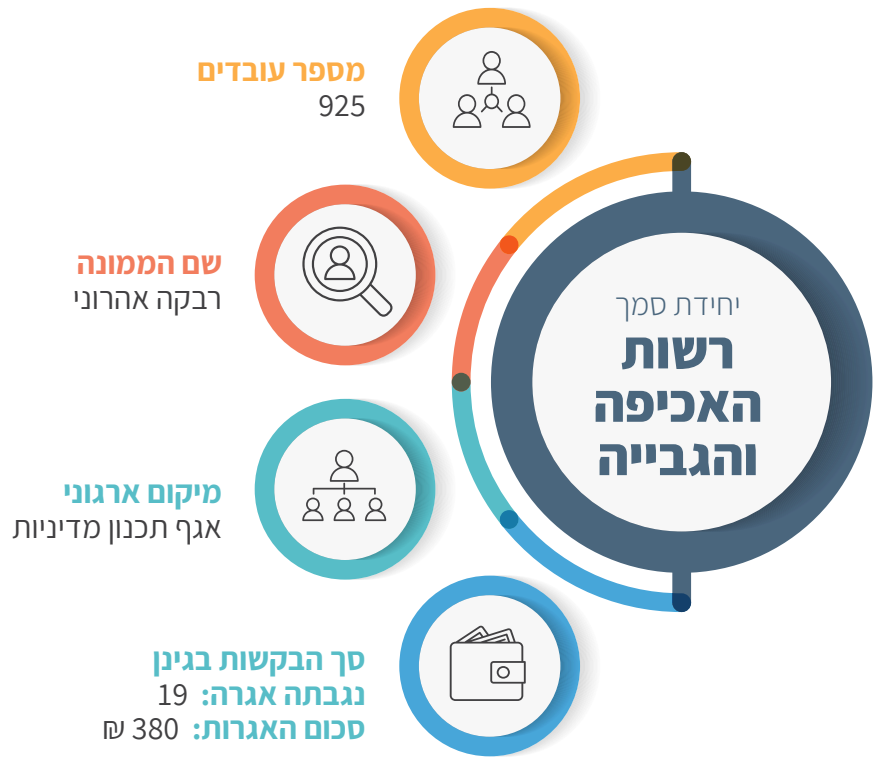 יחידת סמך
רשות
האכיפה
והגבייה
מספר עובדים
925
שם הממונה
רבקה אהרוני
מיקום ארגוני
אגף תכנון מדיניות
סך הבקשות בגינן
נגבתה אגרה: 19
סכום האגרות: 380 ₪